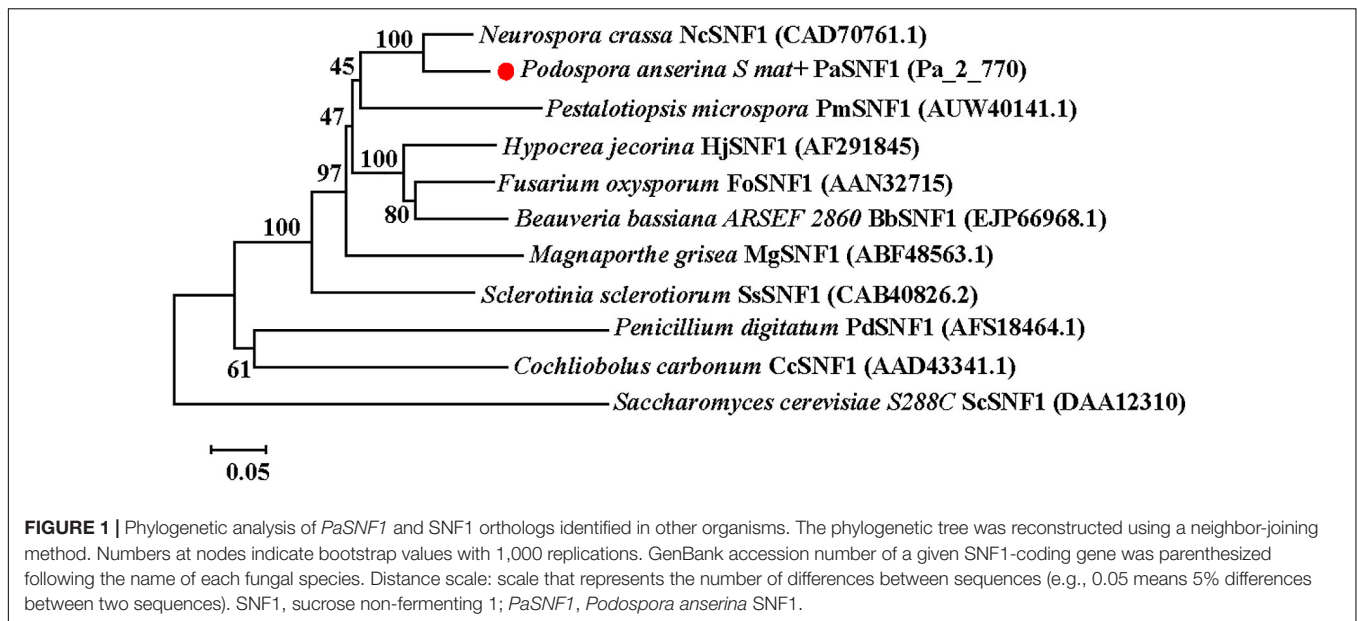 100
Neurospora crassa NcSNF1 (CAD70761.1)
45
Podospora anserina S mat+ PaSNF1 (Pa_2_770)
Pestalotiopsis microspora PmSNF1 (AUW40141.1)
47
100
Hypocrea jecorina HjSNF1 (AF291845)
97
Fusarium oxysporum FoSNF1 (AAN32715)
80
Beauveria bassiana ARSEF 2860 BbSNF1 (EJP66968.1)
100
Magnaporthe grisea MgSNF1 (ABF48563.1)
Sclerotinia sclerotiorum SsSNF1 (CAB40826.2)
Penicillium digitatum PdSNF1 (AFS18464.1)
61
Cochliobolus carbonum CcSNF1 (AAD43341.1)
Saccharomyces cerevisiae S288C ScSNF1 (DAA12310)
0.05
FIGURE 1 | Phylogenetic analysis of PaSNF1 and SNF1 orthologs identified in other organisms. The phylogenetic tree was reconstructed using a neighbor-joining
method. Numbers at nodes indicate bootstrap values with 1,000 replications. GenBank accession number of a given SNF1-coding gene was parenthesized
following the name of each fungal species. Distance scale: scale that represents the number of differences between sequences (e.g., 0.05 means 5% differences
between two sequences). SNF1, sucrose non-fermenting 1; PaSNF1, Podospora anserina SNF1.